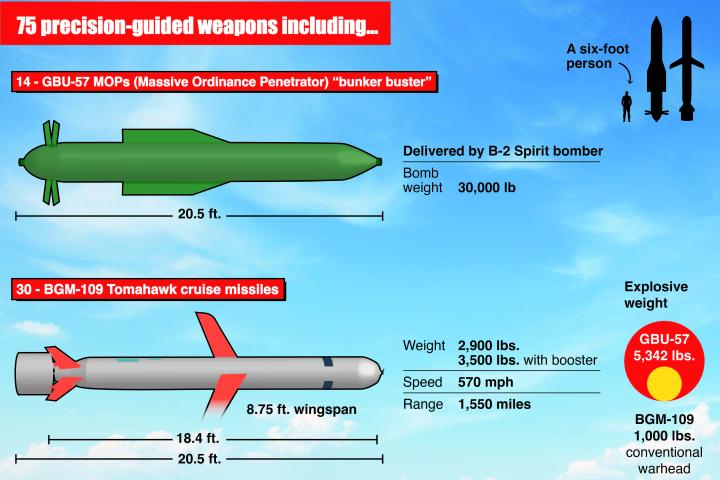 75 precision-guided weapons including...
A six-foot
person
14 - GBU-57 MOPs (Massive Ordinance Penetrator) “bunker buster”
Delivered by B-2 Spirit bomber
Bomb
weight 30,000 lb
20.5 ft.
30 - BGM-109 Tomahawk cruise missiles
Weight 2,900 lbs.
3,500 lbs. with booster
Speed 570 mph
Range 1,550 miles
8.75 ft. wingspan
18.4 ft.
20.5 ft.
Explosive
weight
GBU-57
5,342 lbs.
BGM-109
1,000 lbs.
conventional
warhead